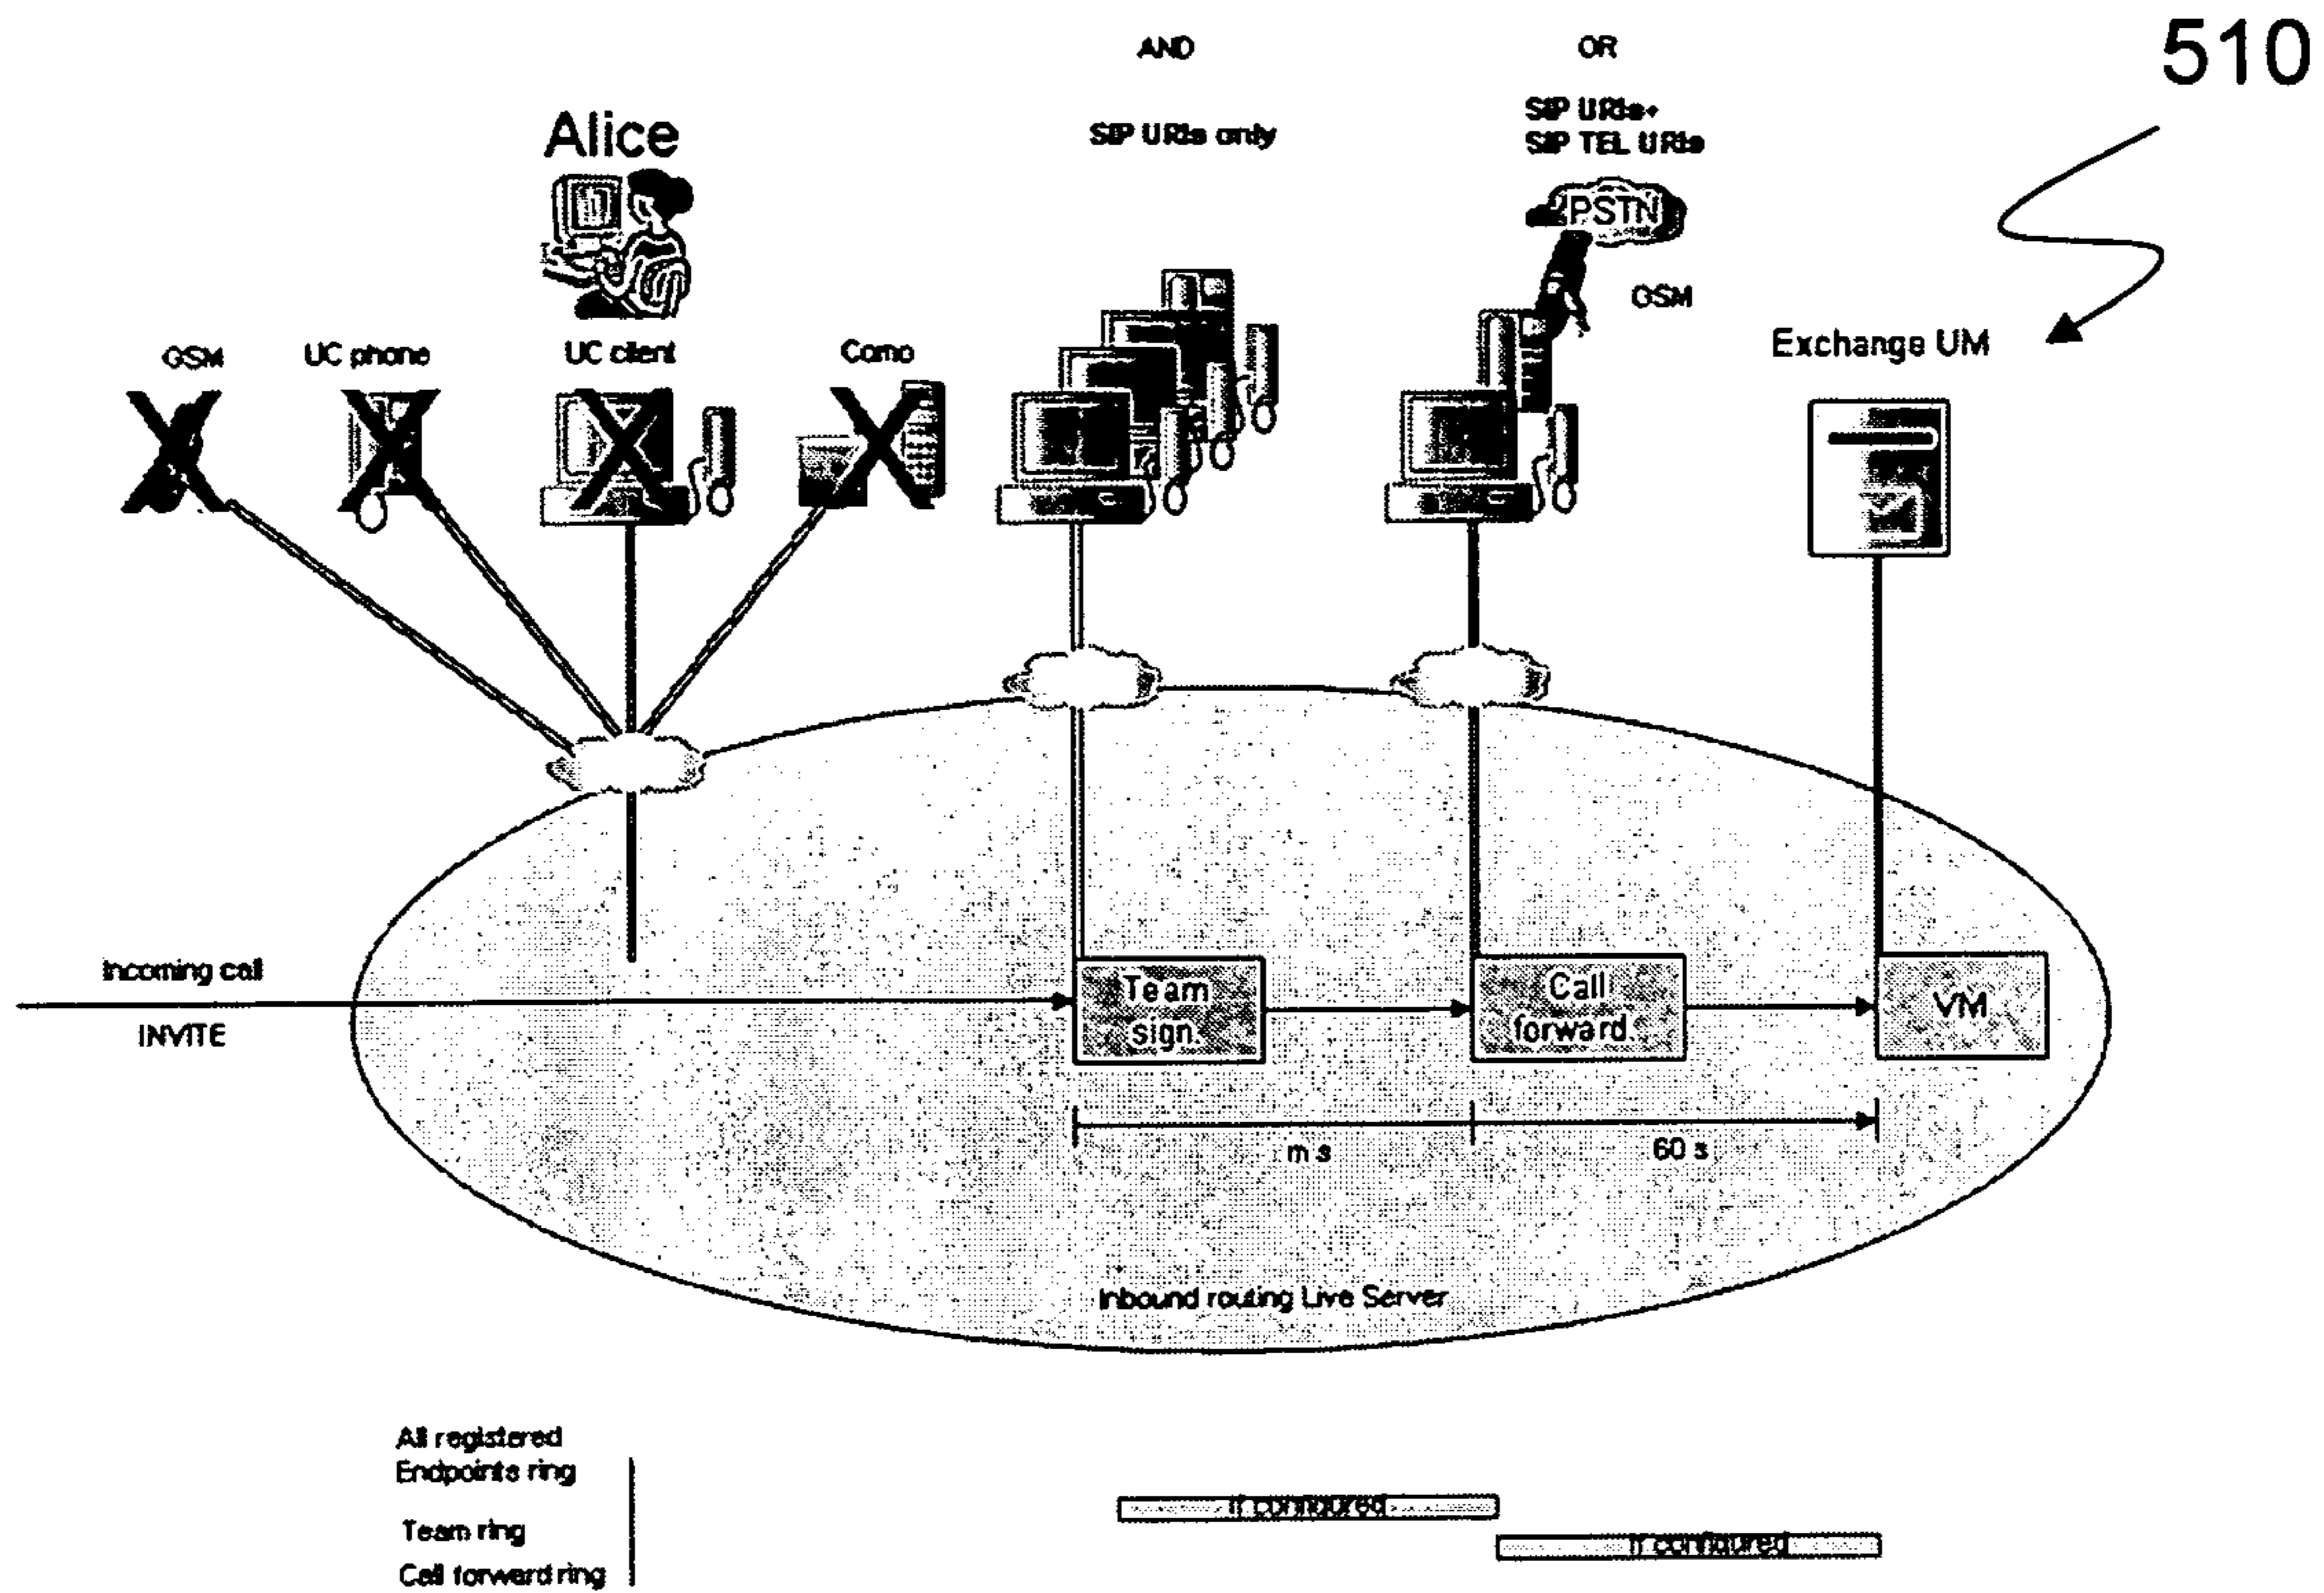 510
AND
OR
SIP URIs only
SIP URIs+
SIP TEL URIs
Alice
PSTN
GSM
GSM
UC phone
UC client
Como
Exchange UM
Incoming call
INVITE
Team
sign.
Call
forward.
VM
m s
60 s
Inbound routing Live Server
All registered
Endpoints ring
Team ring
Call forward ring
If configured
If configured